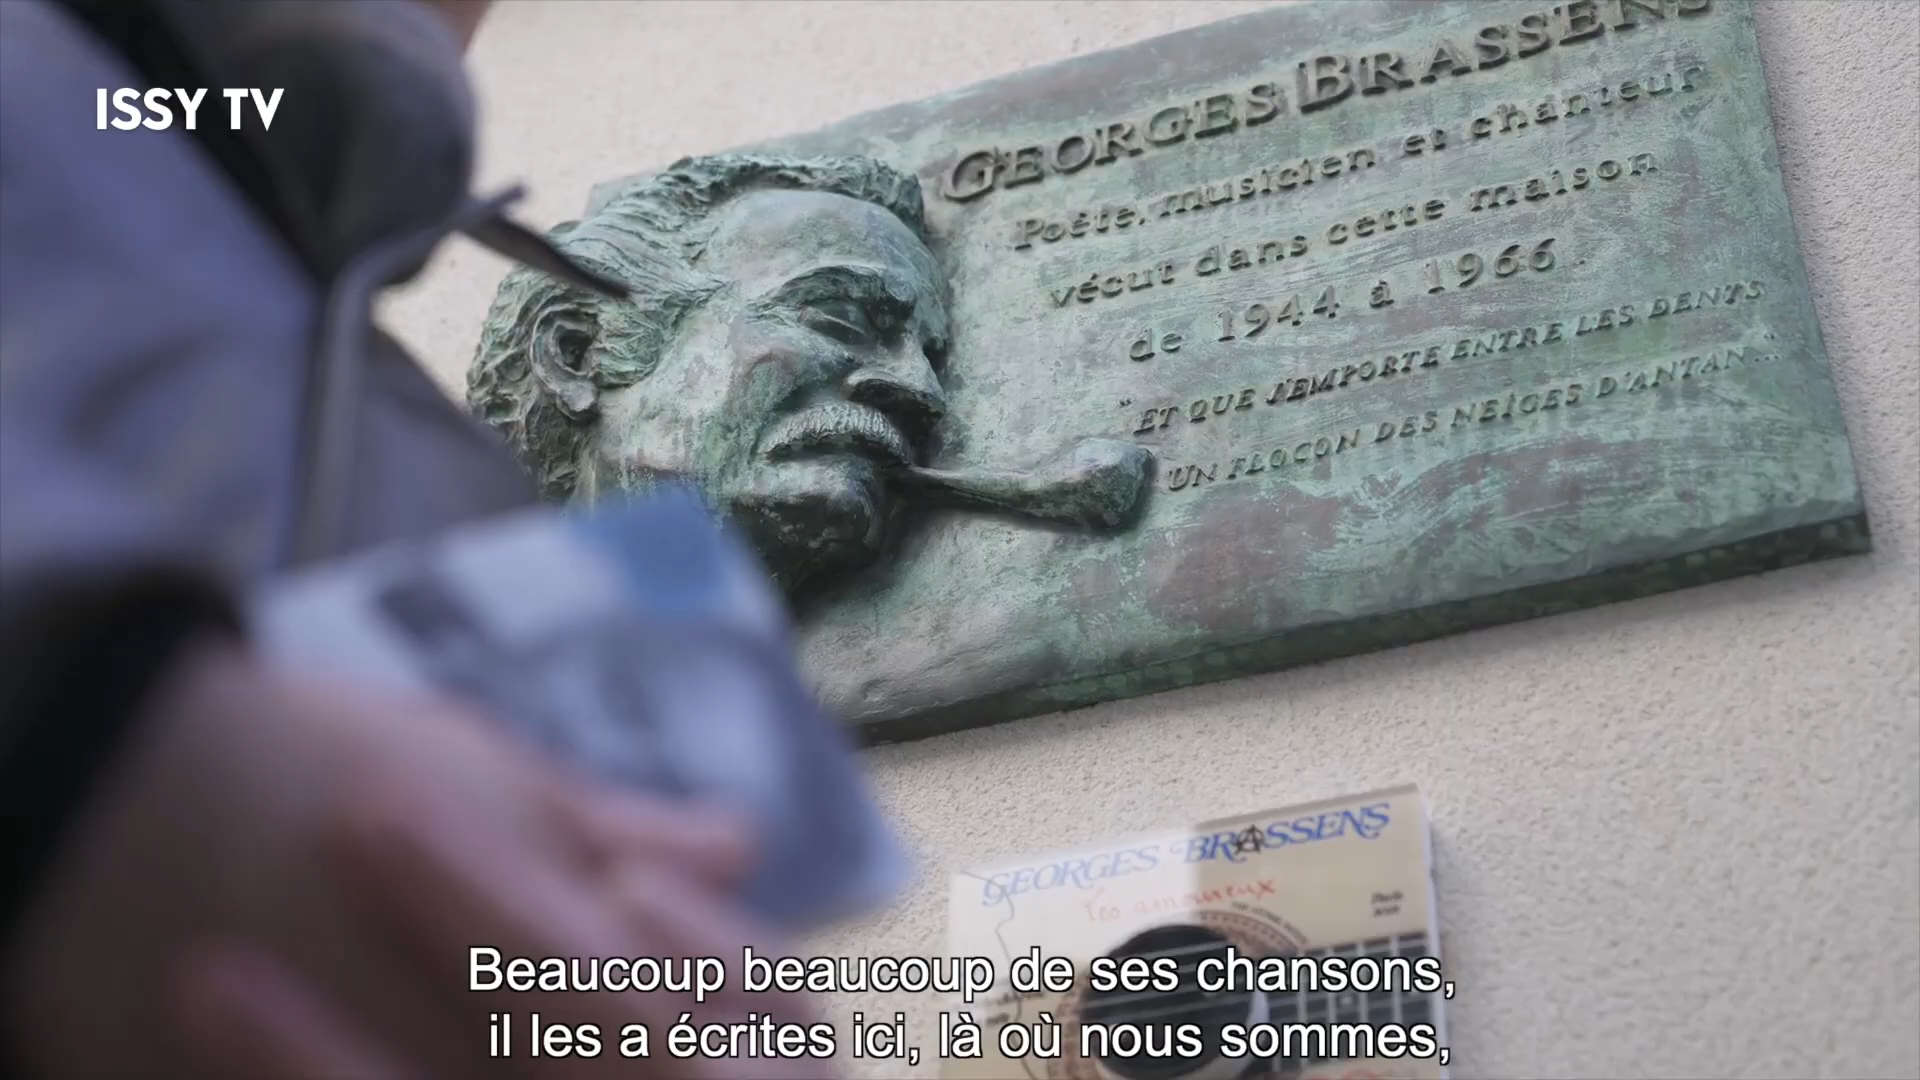 ISSY TV
GEORGES BRASSENS
Poète, musicien et chanteur
vécut dans cette maison
de 1944 à 1966.
"ET QUE J'EMPORTE ENTRE LES DENTS
UN FLOCON DES NEIGES D'ANTAN..."
GEORGES BRASSENS
Les amoureux
Beaucoup beaucoup de ses chansons,
il les a écrites ici, là où nous sommes,